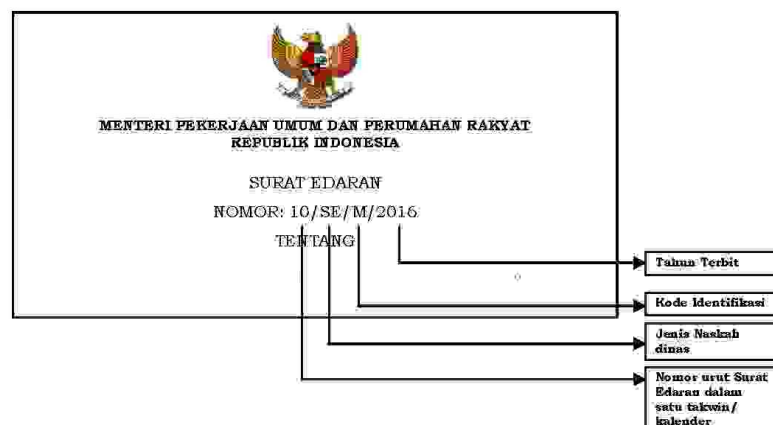 MENTERI PEKERJAAN UMUM DAN PERUMAHAN RAKYAT
REPUBLIK INDONESIA
SURAT EDARAN
NOMOR: 10/SE/M/2016
TENTANG
Tahun Terbit
Kode Identifikasi
Jenis Naskah
dinas
Nomor urut Surat
Edaran dalam
satu takwin/
kalender